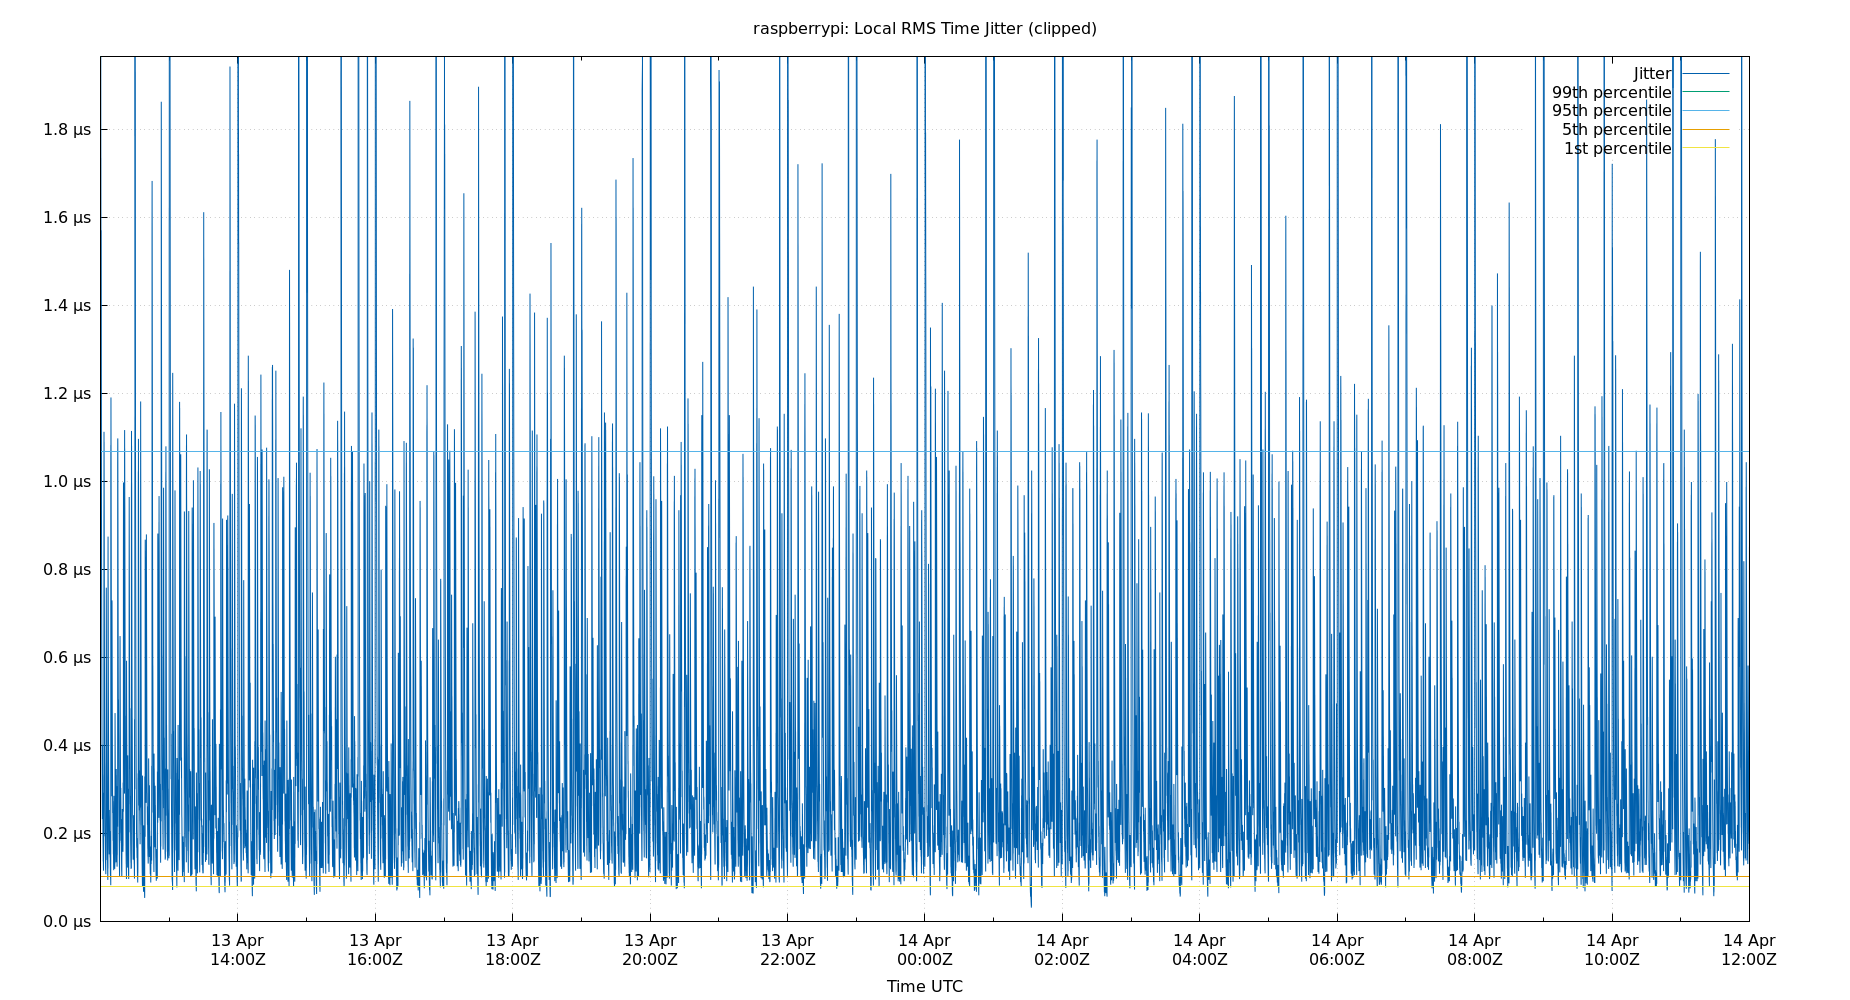 raspberrypi: Local RMS Time Jitter (clipped)
Jitter
99th percentile
95th percentile
5th percentile
1st percentile
1.8 μs
1.6 μs
1.4 μs
1.2 μs
1.0 μs
0.8 μs
0.6 μs
0.4 μs
0.2 μs
0.0 μs
13 Apr 13 Apr 13 Apr 13 Apr 13 Apr 14 Apr 14 Apr 14 Apr 14 Apr 14 Apr 14 Apr 14 Apr
14:00Z 16:00Z 18:00Z 20:00Z 22:00Z 00:00Z 02:00Z 04:00Z 06:00Z 08:00Z 10:00Z 12:00Z
Time UTC